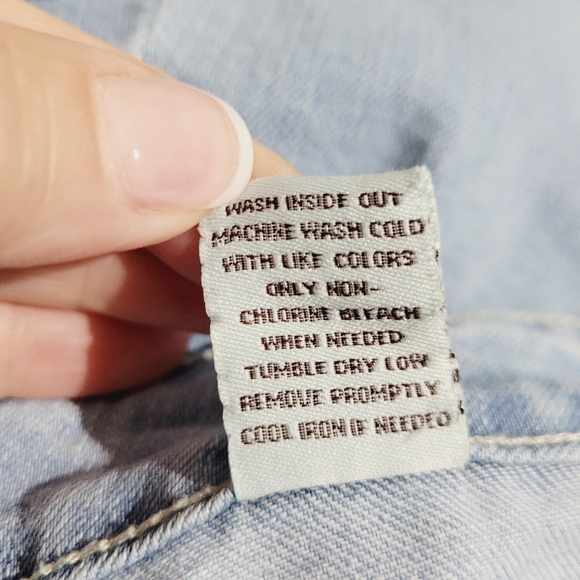 WASH INSIDE OUT
MACHINE WASH COLD
WITH LIKE COLORS
ONLY NON-
CHLORINE BLEACH
WHEN NEEDED
TUMBLE DRY LOW
REMOVE PROMPTLY
COOL IRON IF NEEDED